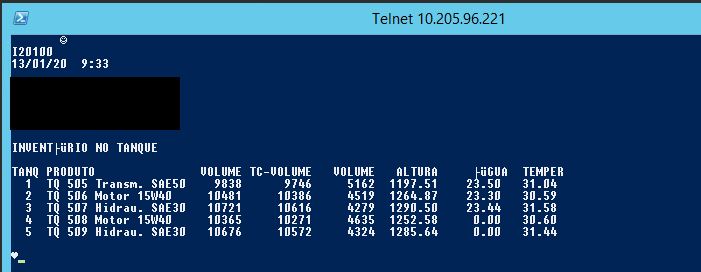 Telnet 10.205.96.221
☺
I20100
13/01/20  9:33
INVENT├üRIO NO TANQUE
TANQ PRODUTO VOLUME TC-VOLUME VOLUME ALTURA ├üGUA TEMPER
1 TQ 505 Transm. SAE50 9838 9746 5162 1197.51 23.50 31.04
2 TQ 506 Motor 15W40 10481 10386 4519 1264.87 23.30 30.59
3 TQ 507 Hidrau. SAE30 10721 10616 4279 1290.50 23.44 31.58
4 TQ 508 Motor 15W40 10365 10271 4635 1252.58 0.00 30.60
5 TQ 509 Hidrau. SAE30 10676 10572 4324 1285.64 0.00 31.44
♥_